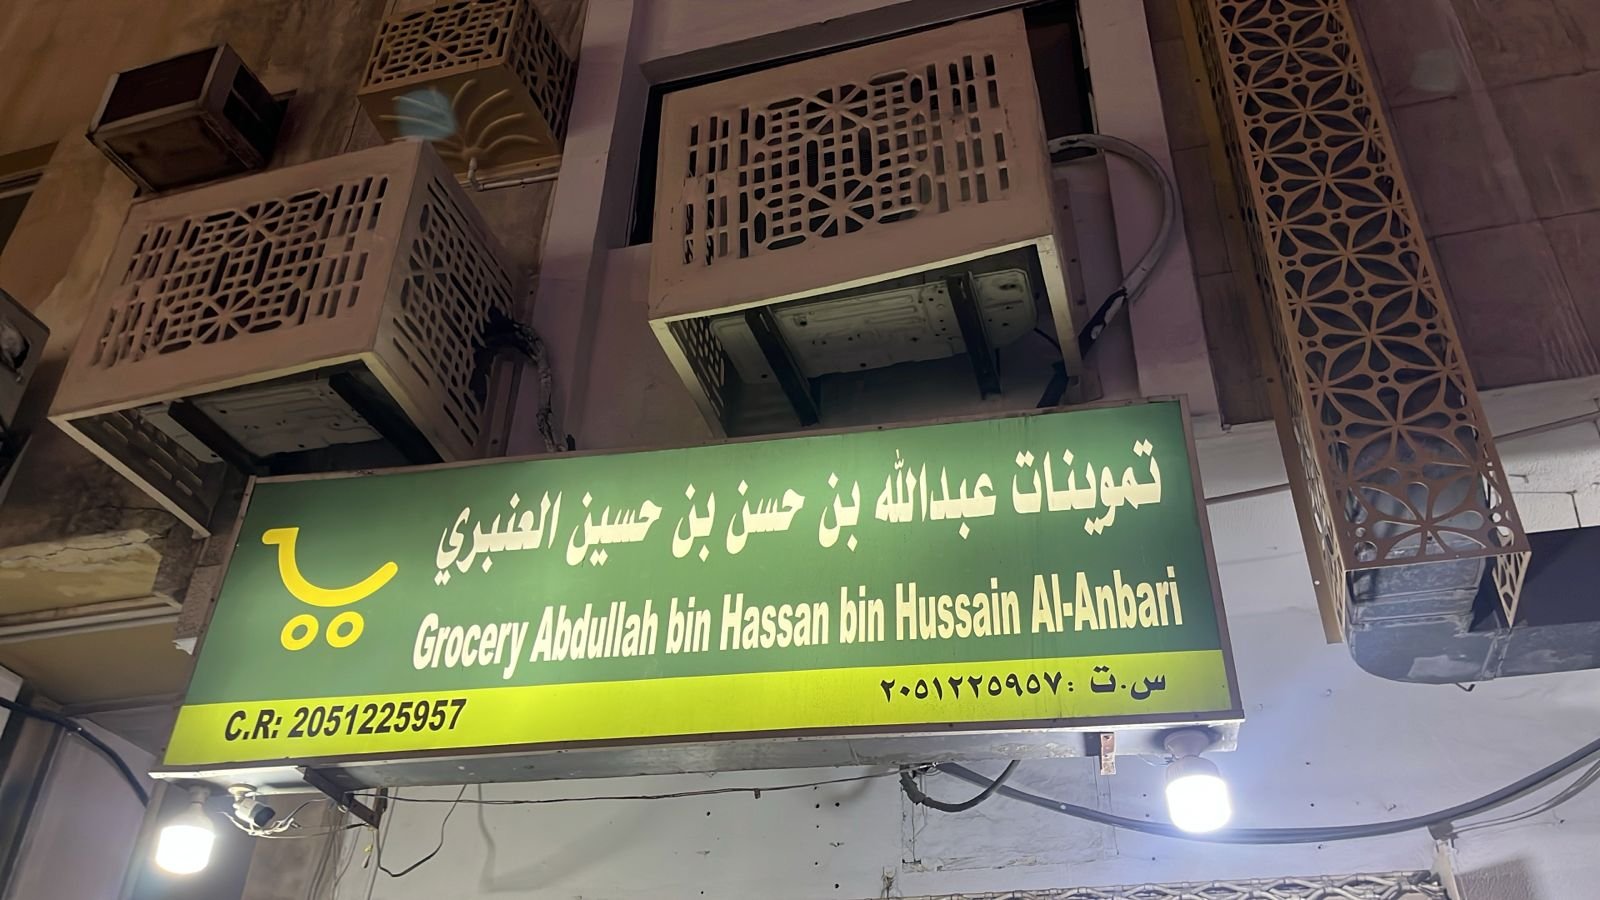 تموينات عبدالله بن حسن بن حسين العنبري
Grocery Abdullah bin Hassan bin Hussain Al-Anbari
C.R: 2051225957
س.ت : ٢٠٥١٢٢٥٩٥٧